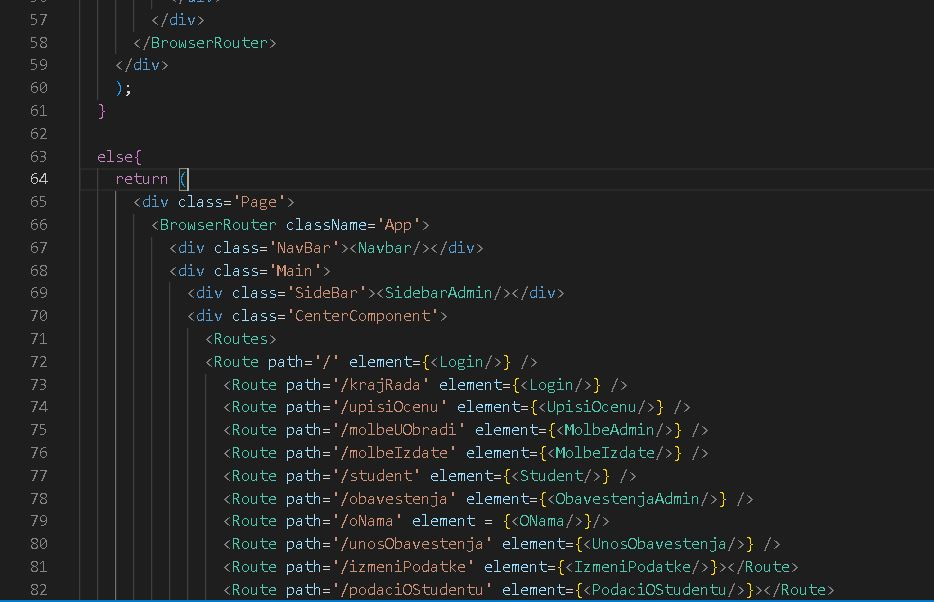 57 </div>
58 </BrowserRouter>
59 </div>
60 );
61 }
62
63 else{
64 return (
65 <div class='Page'>
66 <BrowserRouter className='App'>
67 <div class='NavBar'><Navbar/></div>
68 <div class='Main'>
69 <div class='SideBar'><SidebarAdmin/></div>
70 <div class='CenterComponent'>
71 <Routes>
72 <Route path='/' element={<Login/>} />
73 <Route path='/krajRada' element={<Login/>} />
74 <Route path='/upisiOcenu' element={<UpisiOcenu/>} />
75 <Route path='/molbeUObradi' element={<MolbeAdmin/>} />
76 <Route path='/molbeIzdate' element={<MolbeIzdate/>} />
77 <Route path='/student' element={<Student/>} />
78 <Route path='/obavestenja' element={<ObavestenjaAdmin/>} />
79 <Route path='/oNama' element = {<ONama/>}/>
80 <Route path='/unosObavestenja' element={<UnosObavestenja/>} />
81 <Route path='/izmeniPodatke' element={<IzmeniPodatke/>}></Route>
82 <Route path='/podaciOStudentu' element={<PodaciOStudentu/>}></Route>